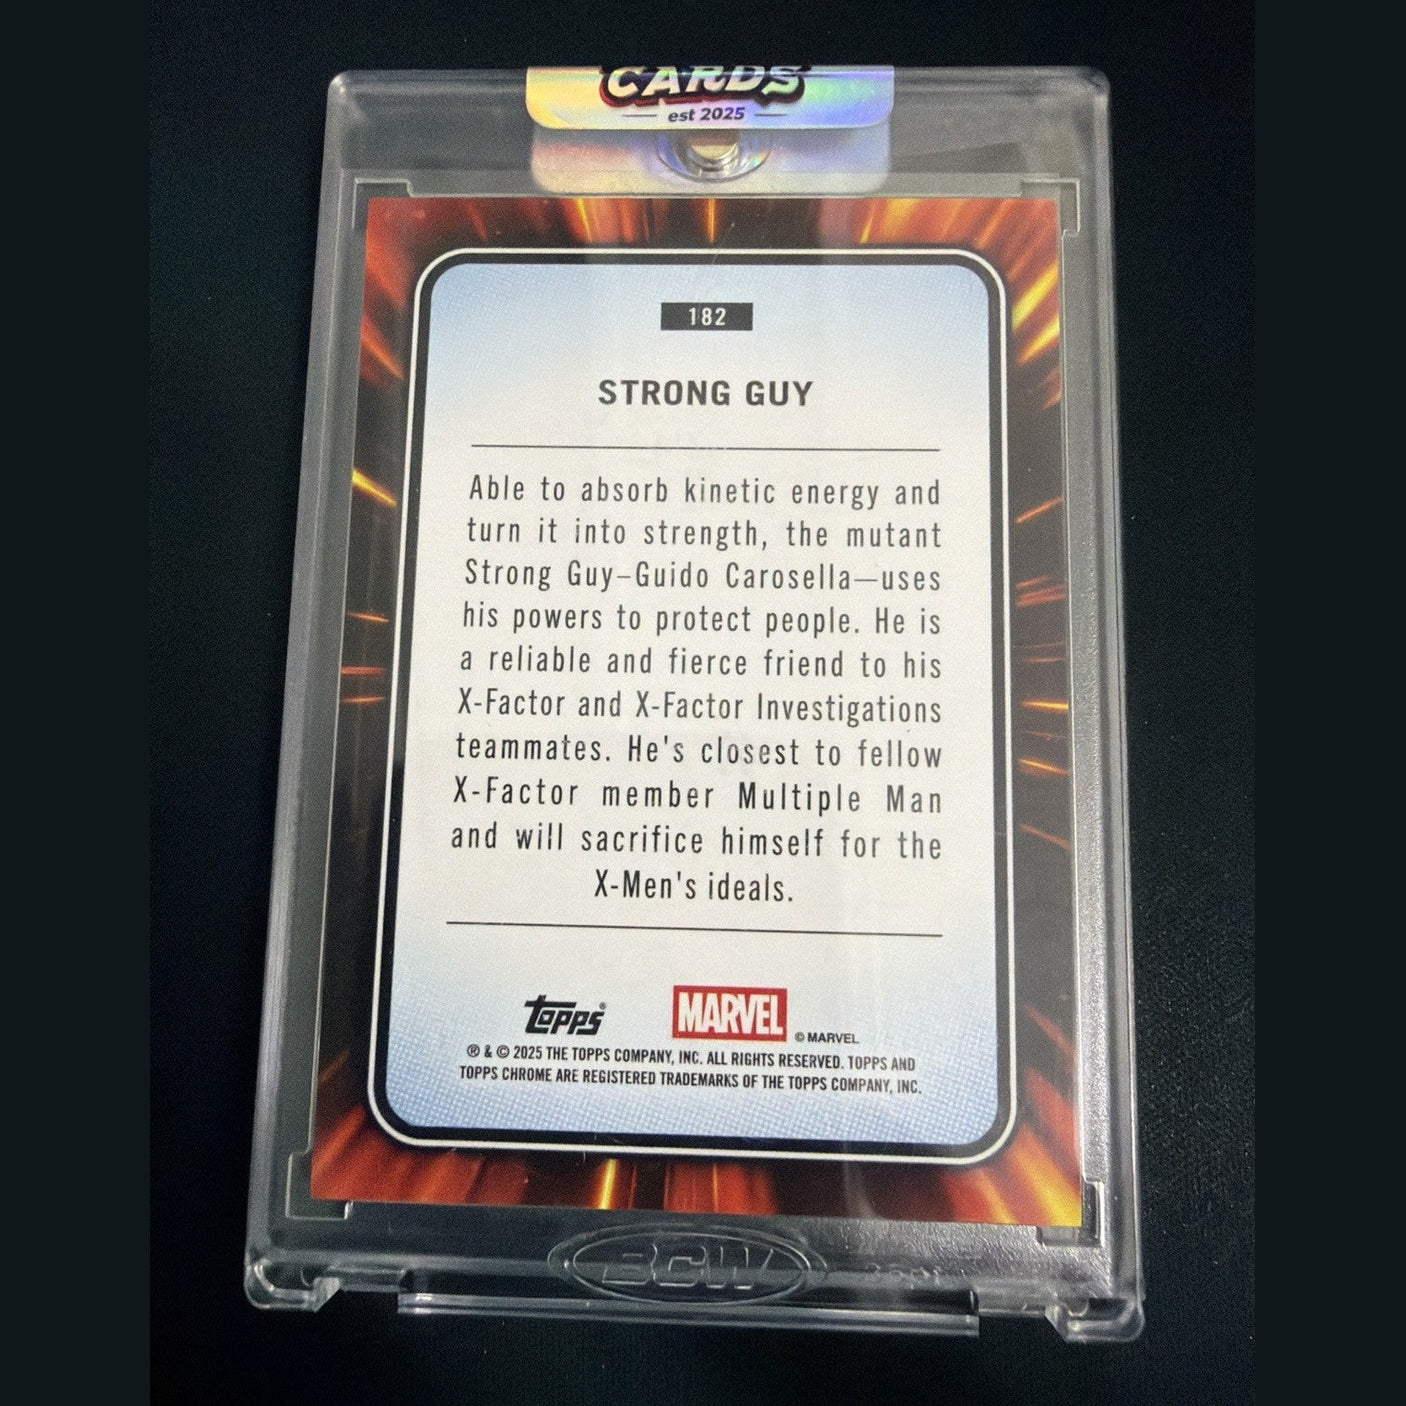 CARDS
est 2025
182
STRONG GUY
Able to absorb kinetic energy and
turn it into strength, the mutant
Strong Guy–Guido Carosella—uses
his powers to protect people. He is
a reliable and fierce friend to his
X-Factor and X-Factor Investigations
teammates. He's closest to fellow
X-Factor member Multiple Man
and will sacrifice himself for the
X-Men's ideals.
Topps®
MARVEL
© MARVEL
® & © 2025 THE TOPPS COMPANY, INC. ALL RIGHTS RESERVED. TOPPS AND
TOPPS CHROME ARE REGISTERED TRADEMARKS OF THE TOPPS COMPANY, INC.
BCW